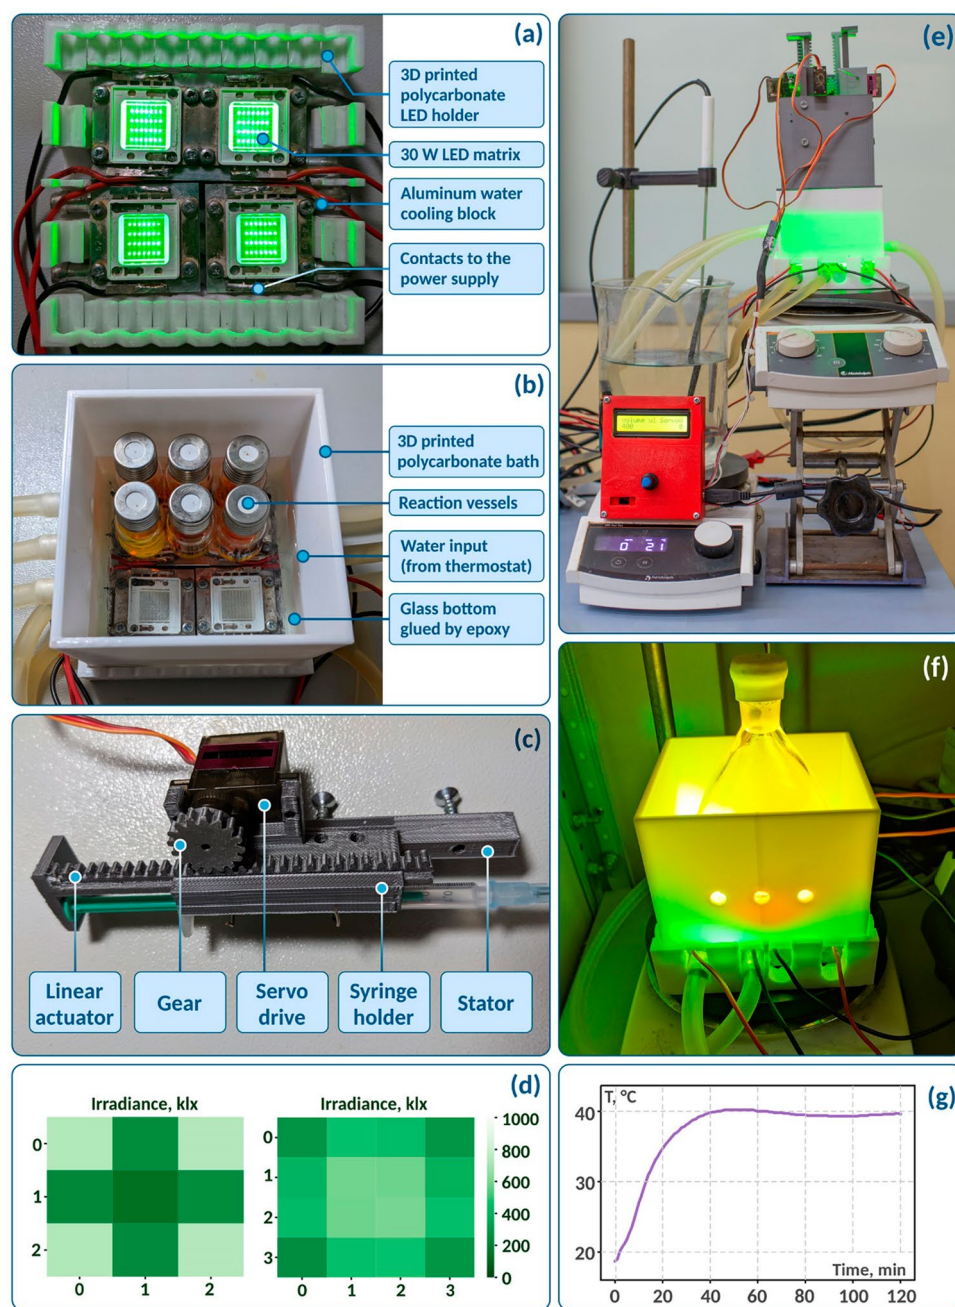 (a)
3D printed
polycarbonate
LED holder
30 W LED matrix
Aluminum water
cooling block
Contacts to the
power supply
(b)
3D printed
polycarbonate bath
Reaction vessels
Water input
(from thermostat)
Glass bottom
glued by epoxy
(c)
Linear
actuator
Gear
Servo
drive
Syringe
holder
Stator
(d)
Irradiance, klx
0
1
2
0 1 2
Irradiance, klx
0
1
2
3
0 1 2 3
1000
800
600
400
200
0
(e)
400 0
0 21
(f)
(g)
T, °C
40
30
20
Time, min
0 20 40 60 80 100 120